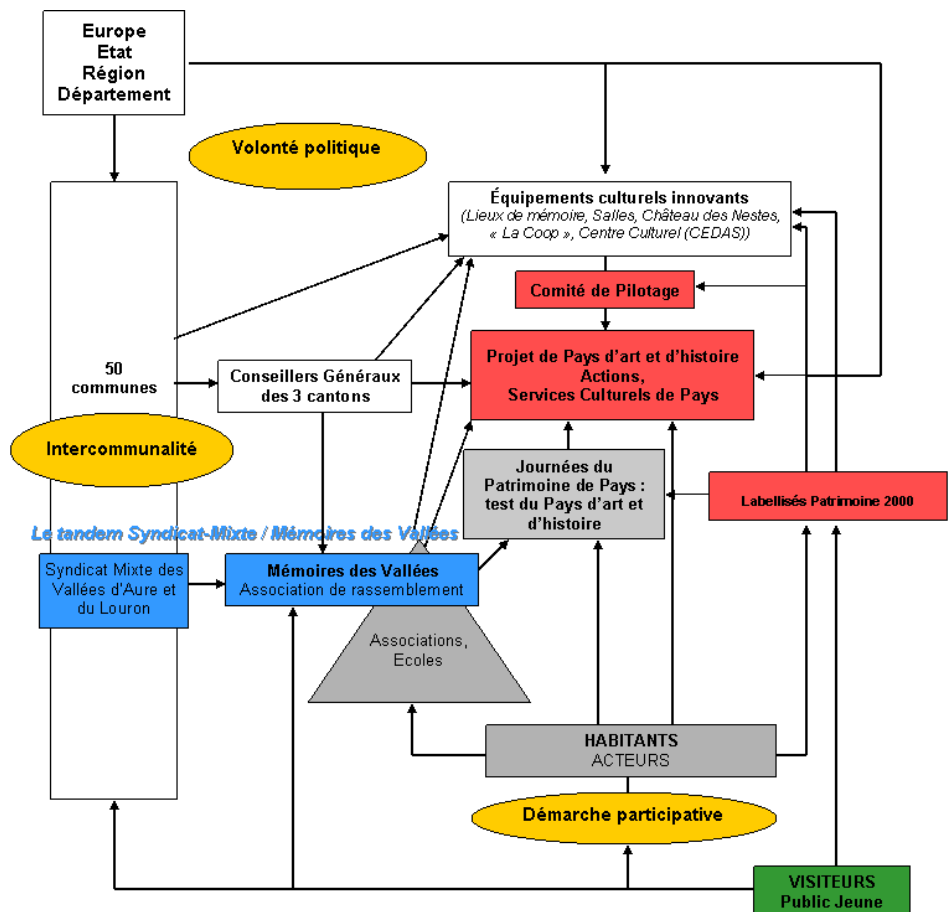 Europe
Etat
Région
Département
Volonté politique
Équipements culturels innovants
(Lieux de mémoire, Salles, Château des Nestes,
« La Coop », Centre Culturel (CEDAS))
Comité de Pilotage
Projet de Pays d'art et d'histoire
Actions,
Services Culturels de Pays
50
communes
Conseillers Généraux
des 3 cantons
Intercommunalité
Journées du
Patrimoine de Pays :
test du Pays d'art et
d'histoire
Labellisés Patrimoine 2000
Le tandem Syndicat-Mixte / Mémoires des Vallées
Syndicat Mixte des
Vallées d'Aure et
du Louron
Mémoires des Vallées
Association de rassemblement
Associations,
Ecoles
HABITANTS
ACTEURS
Démarche participative
VISITEURS
Public Jeune